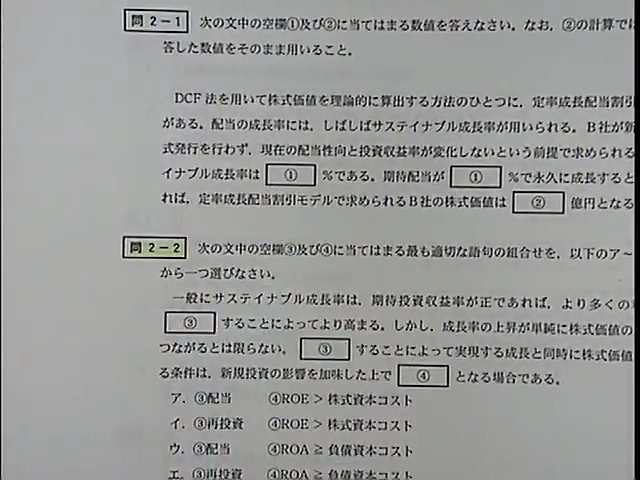 問2-1 次の文中の空欄①及び②に当てはまる数値を答えなさい。なお、②の計算では
答した数値をそのまま用いること。
DCF法を用いて株式価値を理論的に算出する方法のひとつに、定率成長配当割引
がある。配当の成長率には、しばしばサステイナブル成長率が用いられる。B社が新
式発行を行わず、現在の配当性向と投資収益率が変化しないという前提で求められる
イナブル成長率は ① %である。期待配当が ① %で永久に成長すると
れば、定率成長配当割引モデルで求められるB社の株式価値は ② 億円となる
問2-2 次の文中の空欄③及び④に当てはまる最も適切な語句の組合せを、以下のア～
から一つ選びなさい。
一般にサステイナブル成長率は、期待投資収益率が正であれば、より多くの
③ することによってより高まる。しかし、成長率の上昇が単純に株式価値の
つながるとは限らない。 ③ することによって実現する成長と同時に株式価値
る条件は、新規投資の影響を加味した上で ④ となる場合である。
ア．③配当 ④ROE > 株式資本コスト
イ．③再投資 ④ROE > 株式資本コスト
ウ．③配当 ④ROA ≧ 負債資本コスト
エ．③再投資 ④ROA ≧ 負債資本コスト